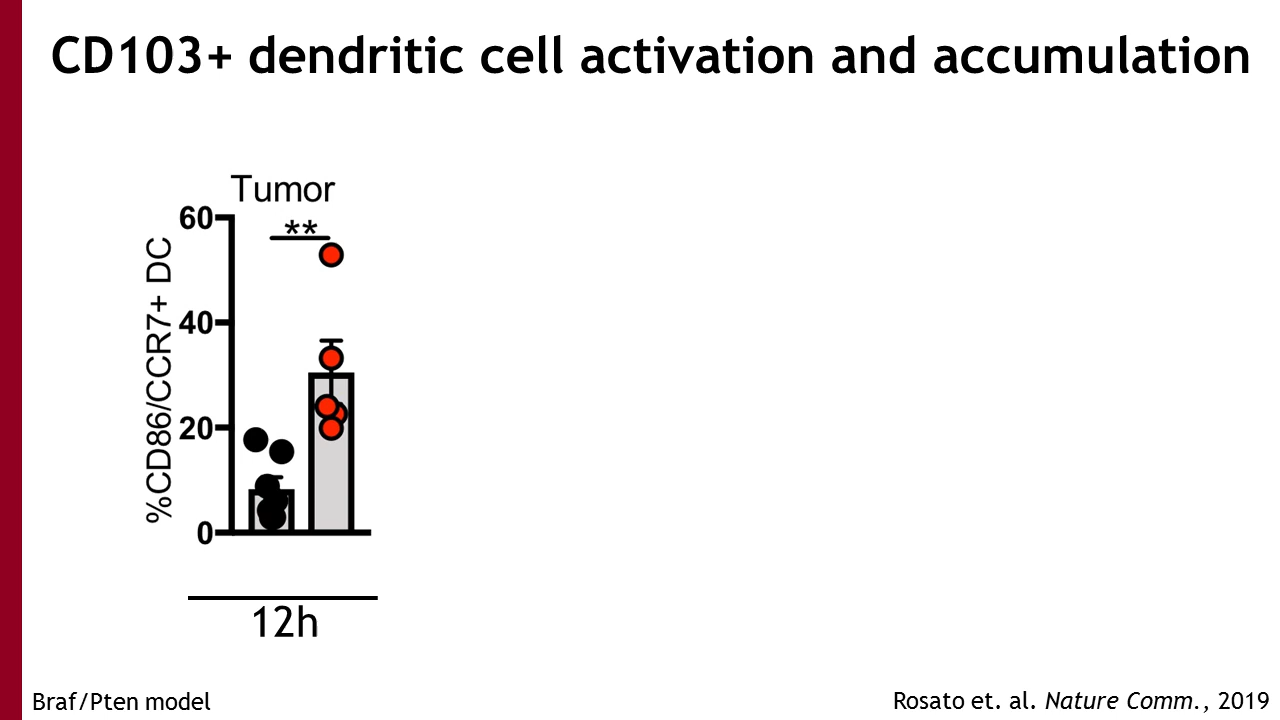 CD103+ dendritic cell activation and accumulation
Tumor
**
%CD86/CCR7+ DC
60
40
20
0
12h
Braf/Pten model
Rosato et. al. Nature Comm., 2019